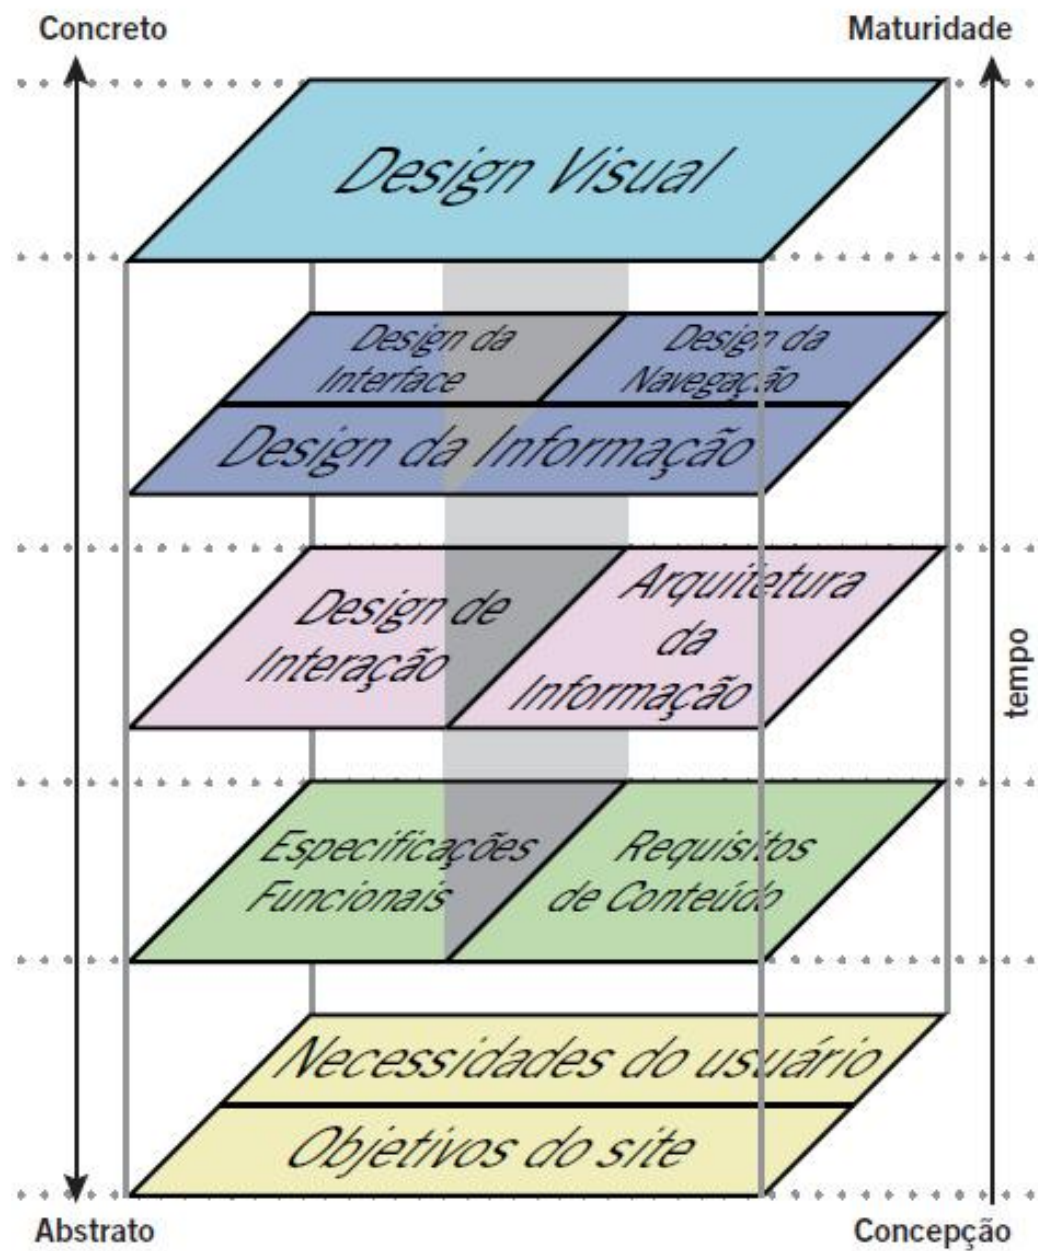 Concreto
Maturidade
Design Visual
Design da
Interface
Design da
Navegação
Design da Informação
Design de
Interação
Arquitetura
da
Informação
tempo
Especificações
Funcionais
Requisitos
de Conteúdo
Necessidades do usuário
Objetivos do site
Abstrato
Concepção